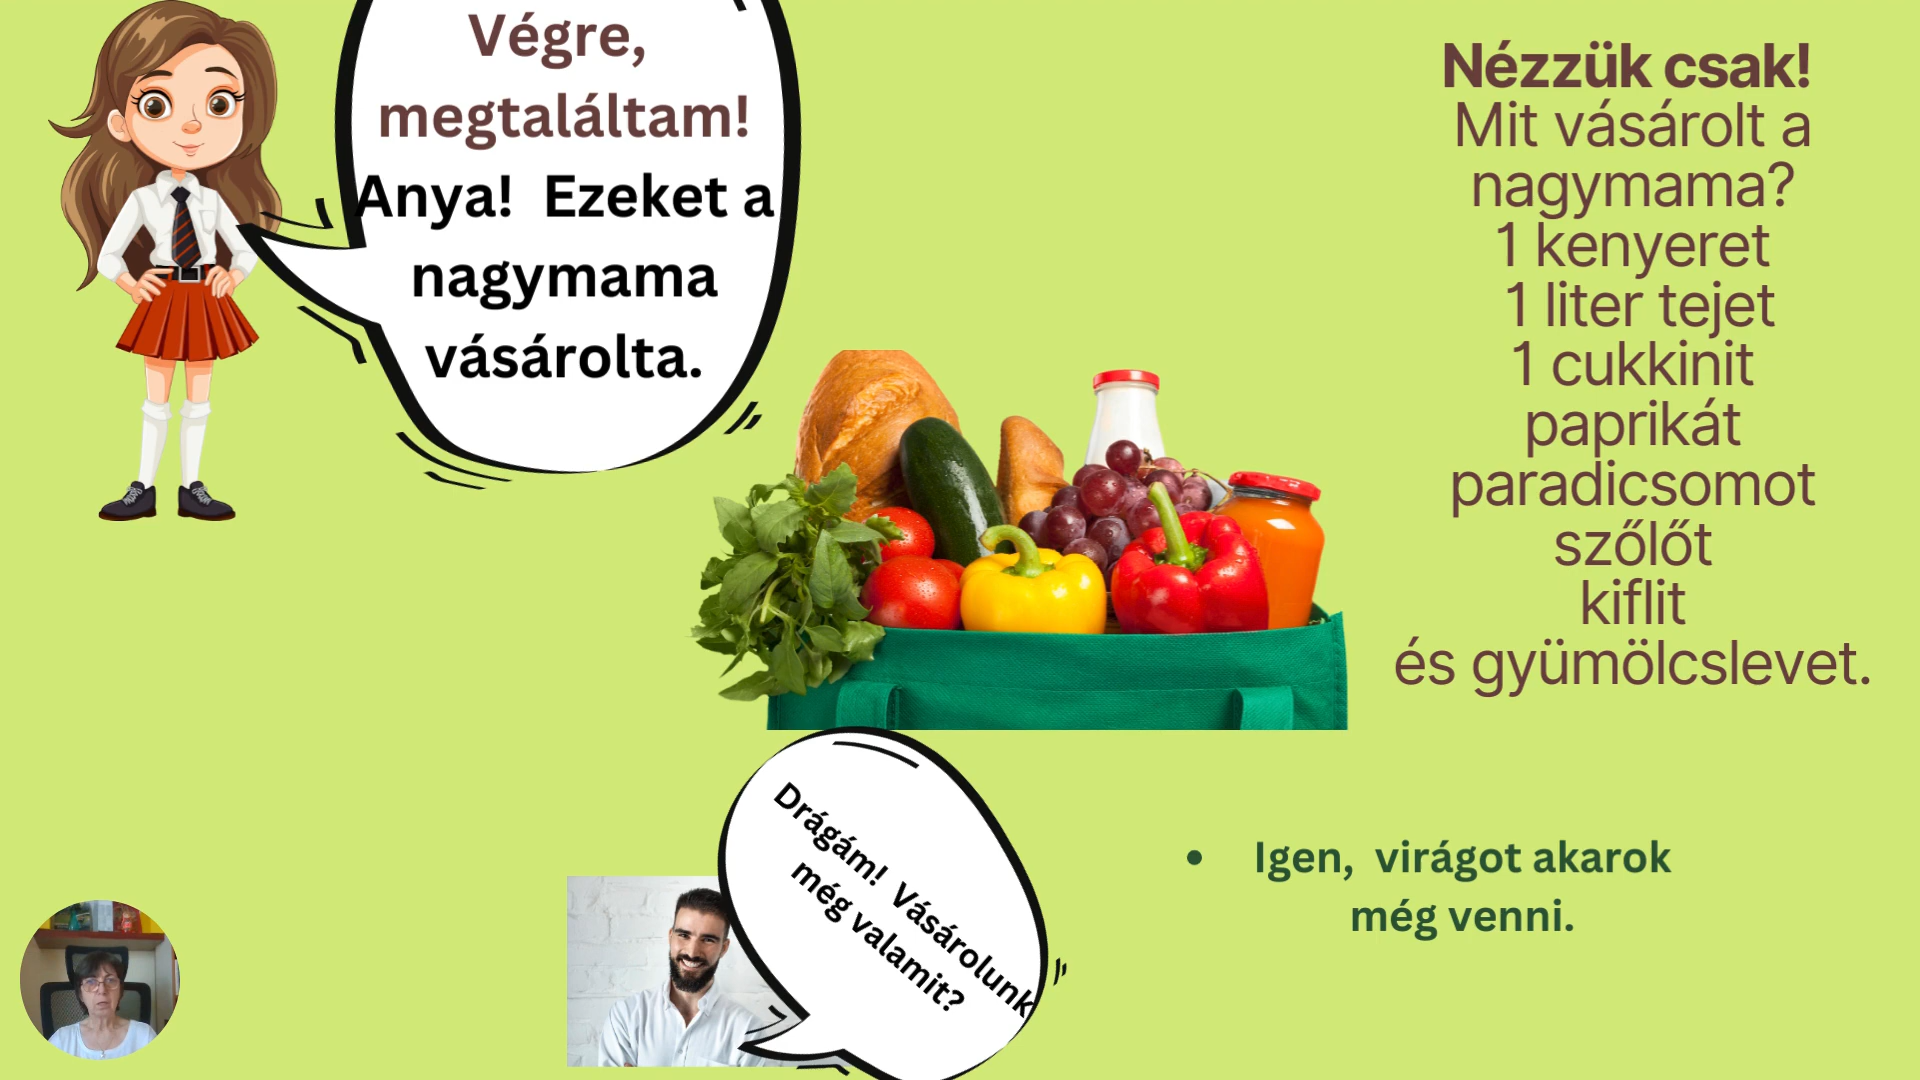 Végre,
megtaláltam!
Anya! Ezeket a
nagymama
vásárolta.
Nézzük csak!
Mit vásárolt a
nagymama?
1 kenyeret
1 liter tejet
1 cukkinit
paprikát
paradicsomot
szőlőt
kiflit
és gyümölcslevet.
Drágám! Vásárolunk
még valamit?
• Igen, virágot akarok
még venni.